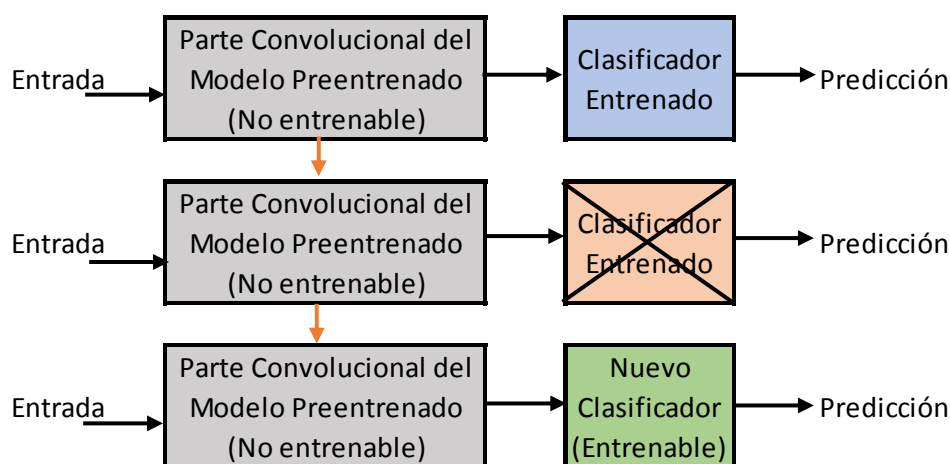 Entrada
Parte Convolucional del
Modelo Preentrenado
(No entrenable)
Clasificador
Entrenado
Predicción
Entrada
Parte Convolucional del
Modelo Preentrenado
(No entrenable)
Clasificador
Entrenado
Predicción
Entrada
Parte Convolucional del
Modelo Preentrenado
(No entrenable)
Nuevo
Clasificador
(Entrenable)
Predicción